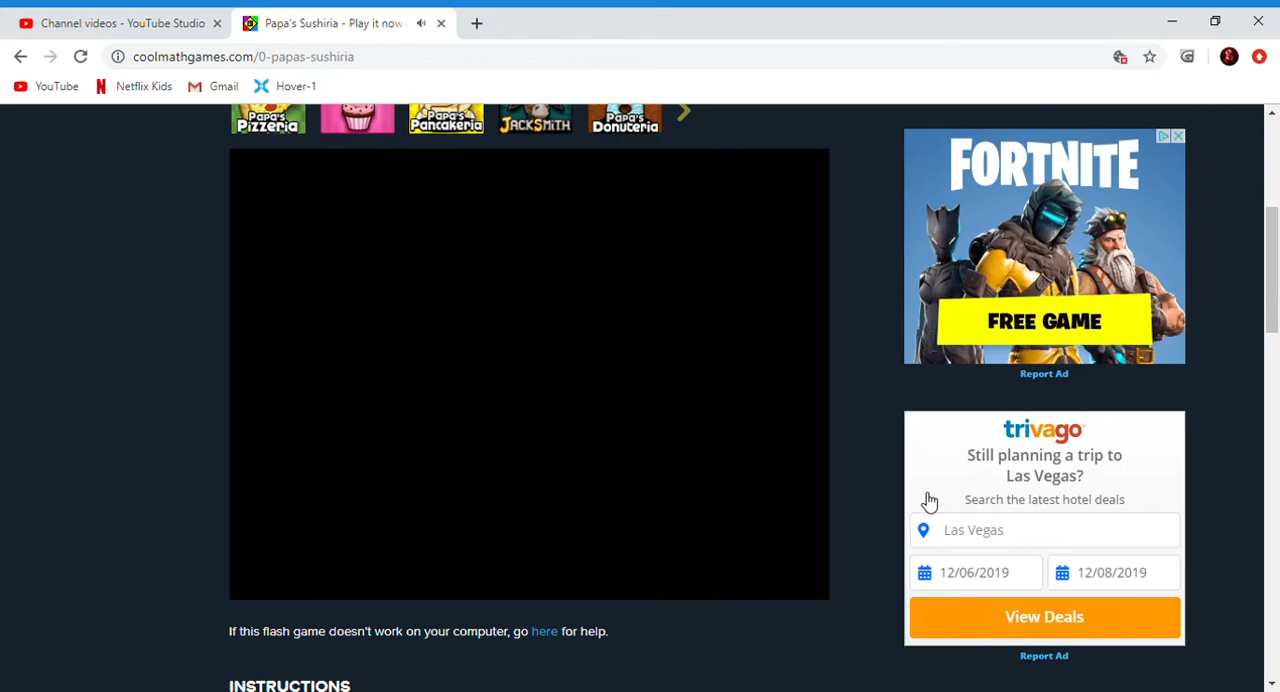 Channel videos - YouTube Studio
Papa's Sushiria - Play it now
coolmathgames.com/0-papas-sushiria
YouTube
Netflix Kids
Gmail
Hover-1
Papa's Pizzeria
Papa's Pancakeria
JACKSMITH
Papa's Donuteria
FORTNITE
FREE GAME
Report Ad
trivago
Still planning a trip to
Las Vegas?
Search the latest hotel deals
Las Vegas
12/06/2019
12/08/2019
View Deals
Report Ad
If this flash game doesn't work on your computer, go here for help.
INSTRUCTIONS